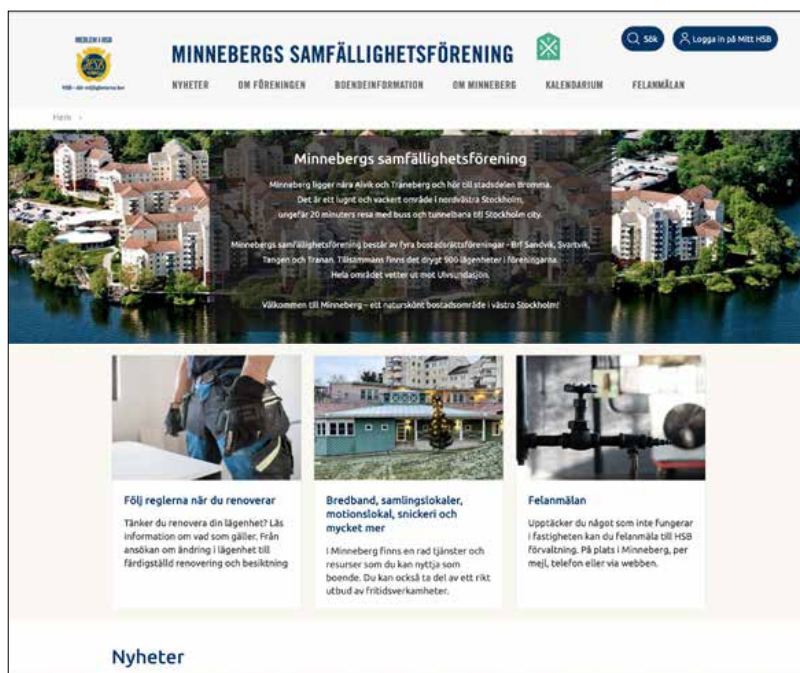 MEDLEM I HSB
HSB
HSB – där möjligheterna bor
MINNEBERGS SAMFÄLLIGHETSFÖRENING
Sök
Logga in på Mitt HSB
NYHETER OM FÖRENINGEN BOENDEINFORMATION OM MINNEBERG KALENDARIUM FELANMÄLAN
Hem ›
Minnebergs samfällighetsförening
Minneberg ligger nära Alvik och Traneberg och hör till stadsdelen Bromma.
Det är ett lugnt och vackert område i nordvästra Stockholm,
ungefär 20 minuters resa med buss och tunnelbana till Stockholm city.
Minnebergs samfällighetsförening består av fyra bostadsrättsföreningar – Brf Sandvik, Svartvik,
Tangen och Tranan. Tillsammans finns det drygt 900 lägenheter i föreningarna.
Hela området vetter ut mot Ulvsundasjön.
Välkommen till Minneberg – ett naturskönt bostadsområde i västra Stockholm!
Följ reglerna när du renoverar
Tänker du renovera din lägenhet? Läs
information om vad som gäller. Från
ansökan om ändring i lägenhet till
färdigställd renovering och besiktning
Bredband, samlingslokaler,
motionslokal, snickeri och
mycket mer
I Minneberg finns en rad tjänster och
resurser som du kan nyttja som
boende. Du kan också ta del av ett rikt
utbud av fritidsverkamheter.
Felanmälan
Upptäcker du något som inte fungerar
i fastigheten kan du felanmäla till HSB
förvaltning. På plats i Minneberg, per
mejl, telefon eller via webben.
Nyheter